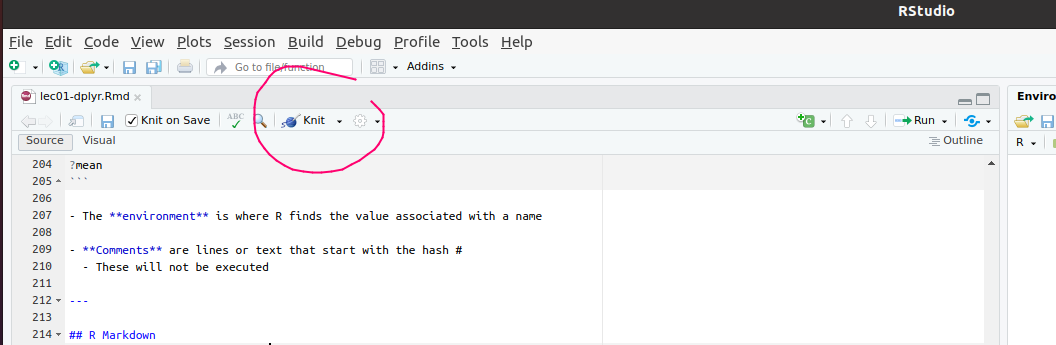 RStudio
File Edit Code View Plots Session Build Debug Profile Tools Help
Go to file/function Addins
lec01-dplyr.Rmd Enviro
Knit on Save ABC Knit Run
Source Visual Outline R
204 ?mean
205 ```
206
207 - The **environment** is where R finds the value associated with a name
208
209 - **Comments** are lines or text that start with the hash #
210 - These will not be executed
211
212 ---
213
214 ## R Markdown